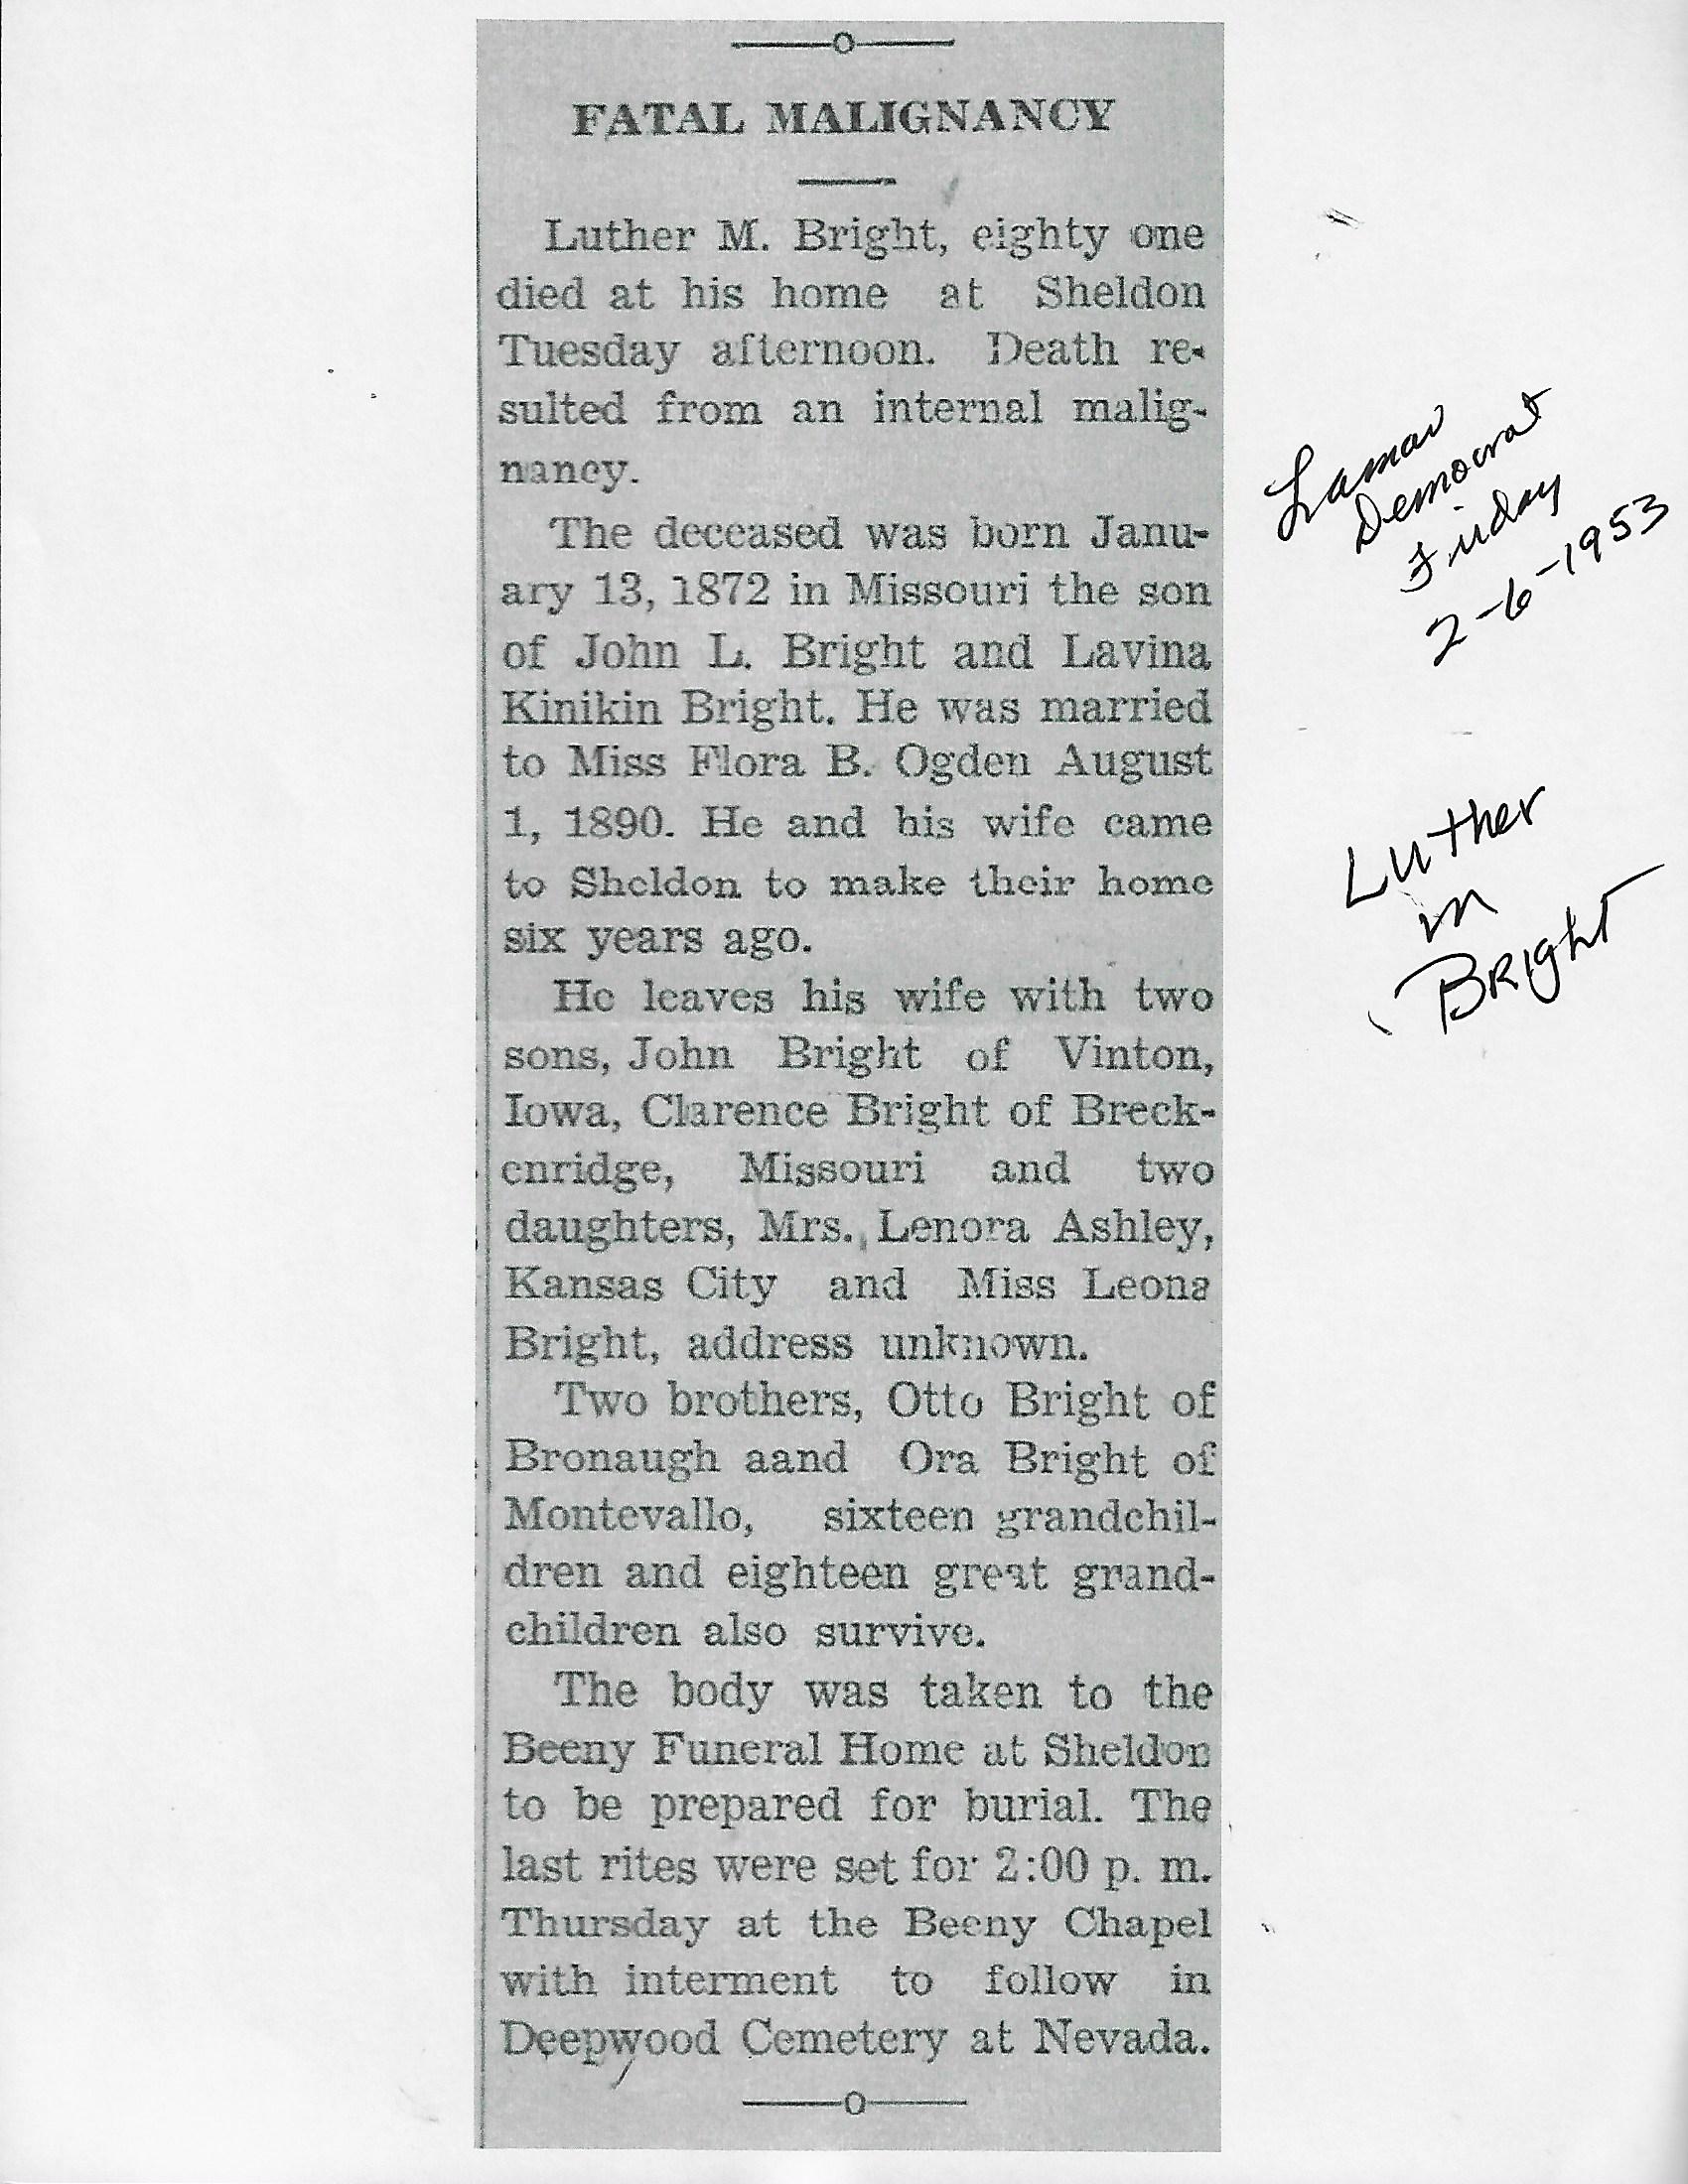 FATAL MALIGNANCY
Luther M. Bright, eighty one
died at his home at Sheldon
Tuesday afternoon. Death re-
sulted from an internal malig-
nancy.
The deceased was born Janu-
ary 13, 1872 in Missouri the son
of John L. Bright and Lavina
Kinikin Bright. He was married
to Miss Flora B. Ogden August
1, 1890. He and his wife came
to Sheldon to make their home
six years ago.
He leaves his wife with two
sons, John Bright of Vinton,
Iowa, Clarence Bright of Breck-
enridge, Missouri and two
daughters, Mrs. Lenora Ashley,
Kansas City and Miss Leona
Bright, address unknown.
Two brothers, Otto Bright of
Bronaugh aand Ora Bright of
Montevallo, sixteen grandchil-
dren and eighteen great grand-
children also survive.
The body was taken to the
Beeny Funeral Home at Sheldon
to be prepared for burial. The
last rites were set for 2:00 p. m.
Thursday at the Beeny Chapel
with interment to follow in
Deepwood Cemetery at Nevada.
Lamar
Democrat
Friday
2-6-1953
Luther
M
Bright